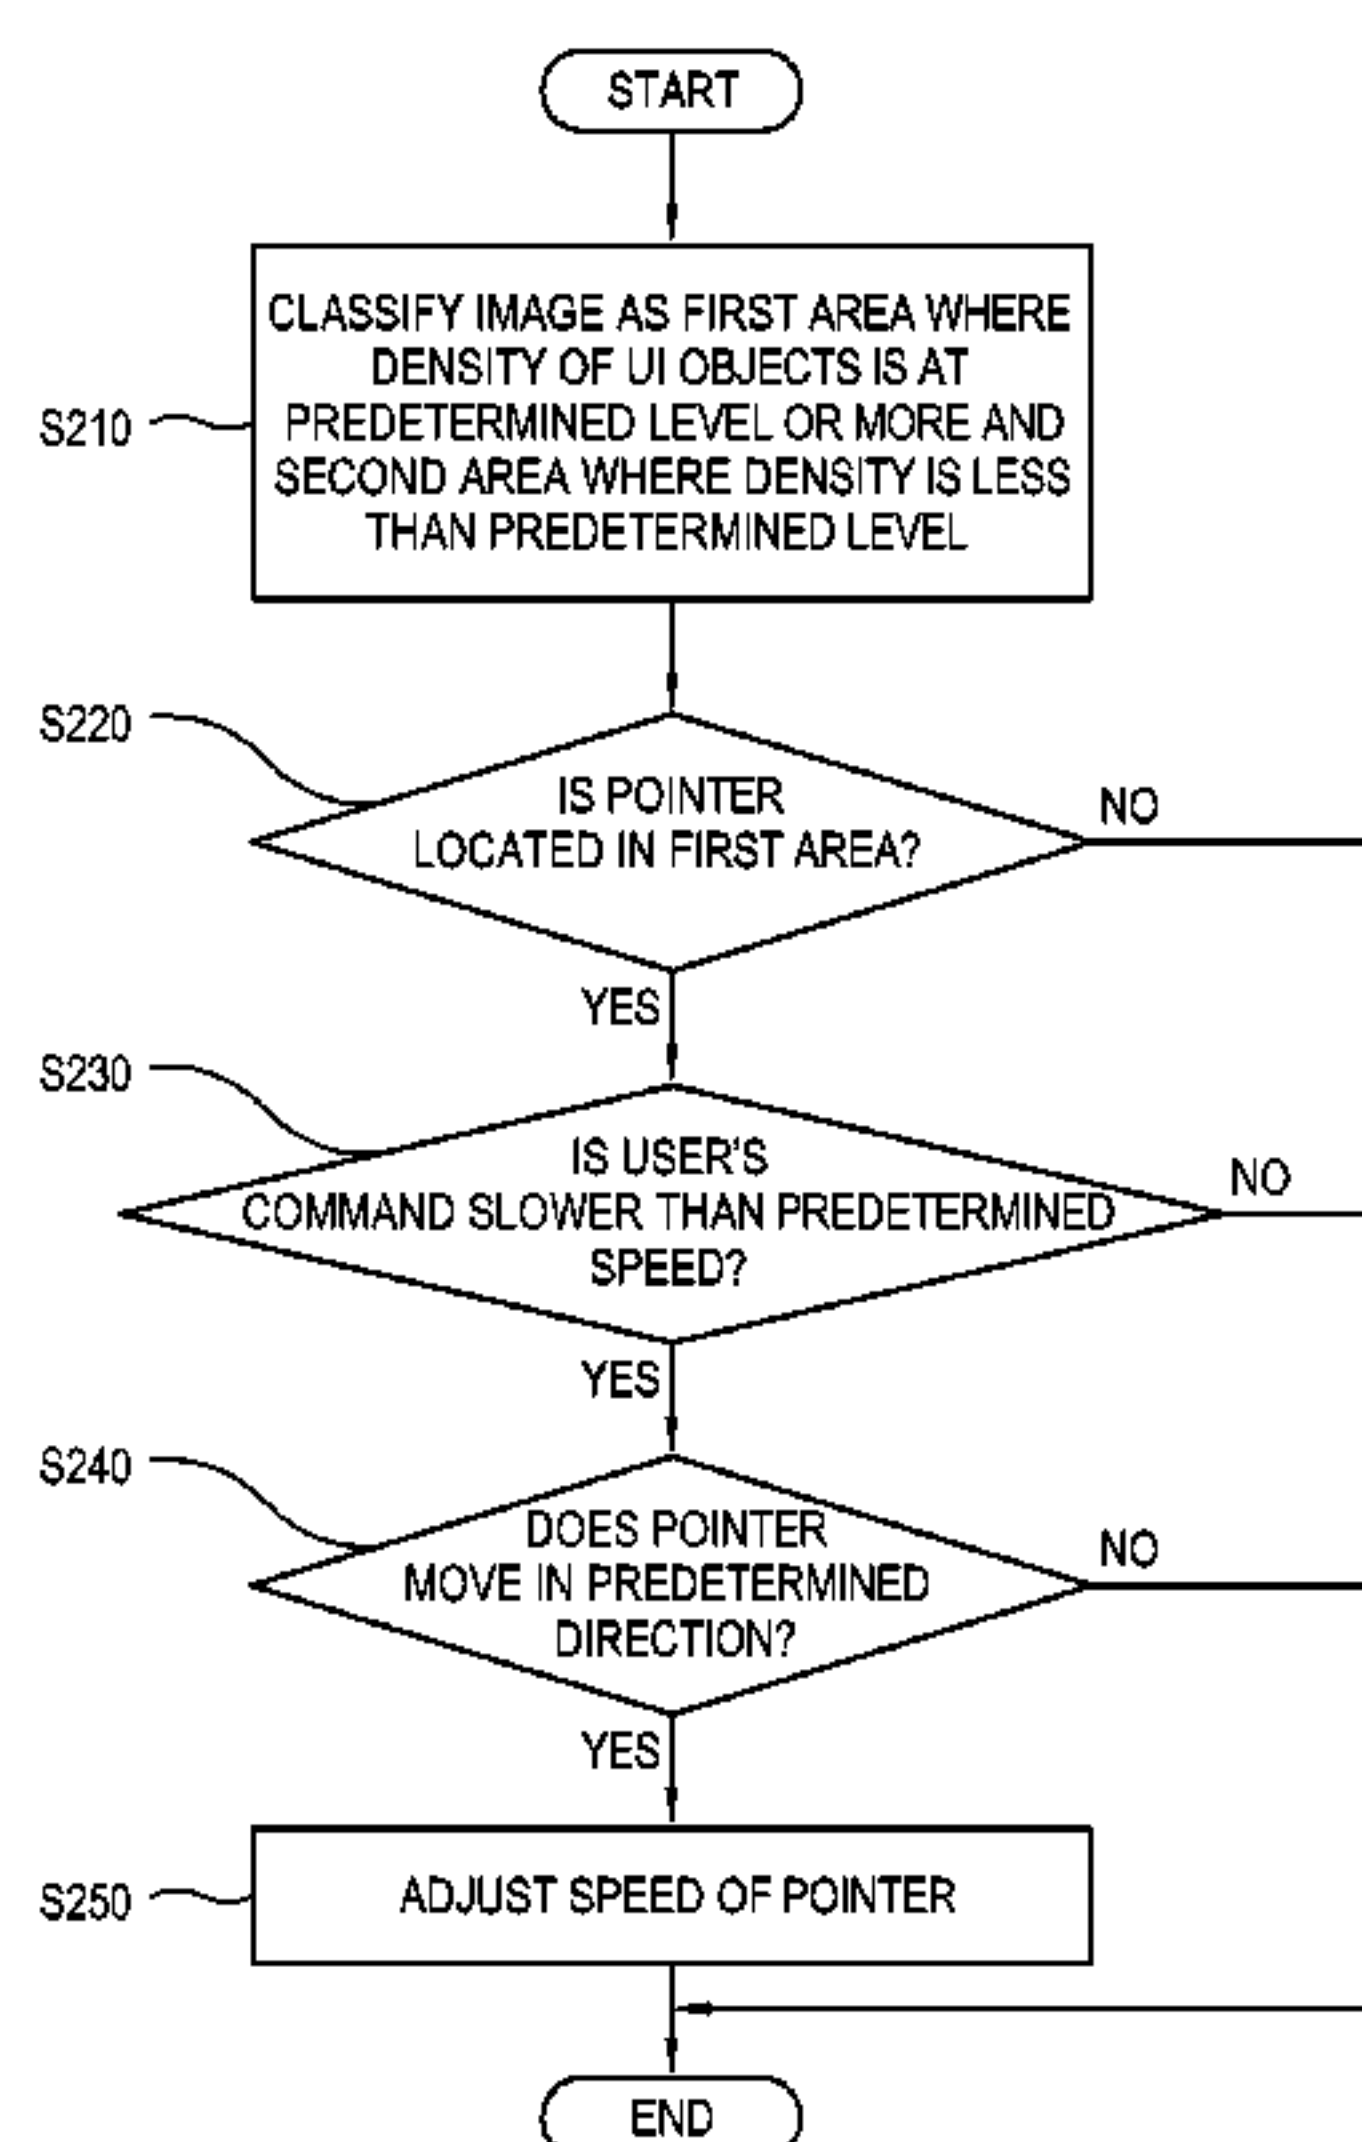 START
CLASSIFY IMAGE AS FIRST AREA WHERE
DENSITY OF UI OBJECTS IS AT
PREDETERMINED LEVEL OR MORE AND
SECOND AREA WHERE DENSITY IS LESS
THAN PREDETERMINED LEVEL
S210
S220
IS POINTER
LOCATED IN FIRST AREA?
NO
YES
S230
IS USER'S
COMMAND SLOWER THAN PREDETERMINED
SPEED?
NO
YES
S240
DOES POINTER
MOVE IN PREDETERMINED
DIRECTION?
NO
YES
S250
ADJUST SPEED OF POINTER
END